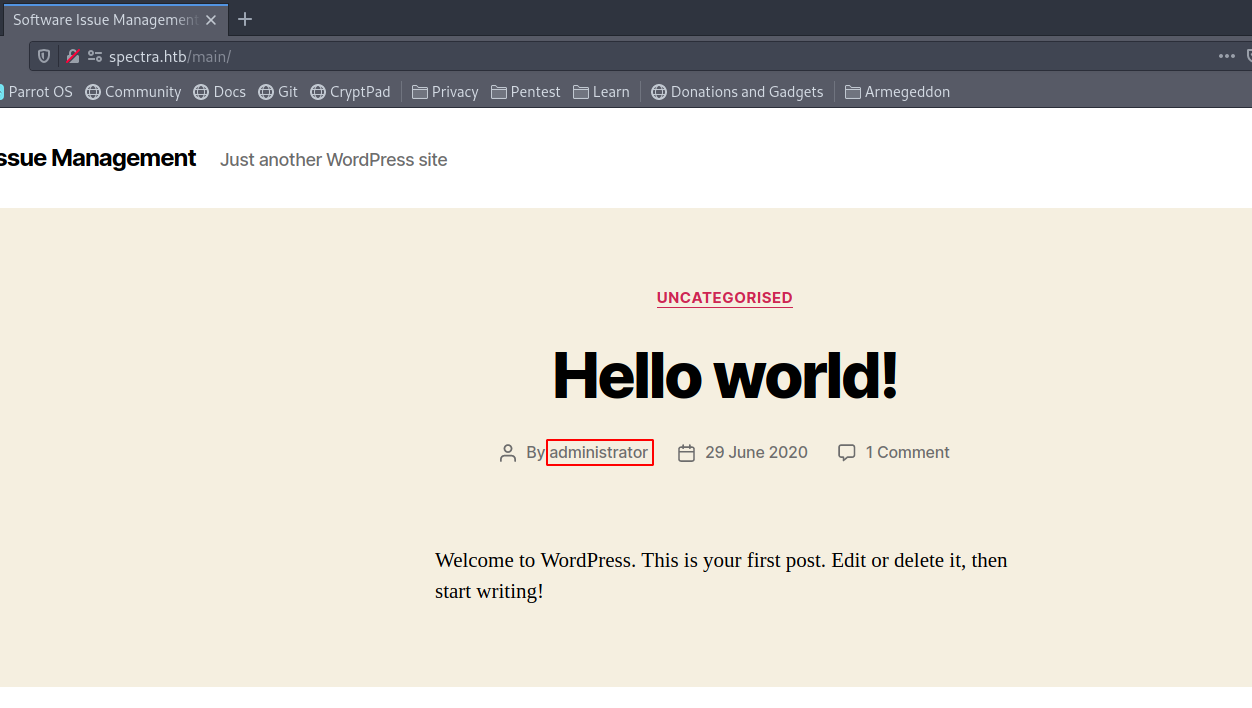 Software Issue Management
spectra.htb/main/
Parrot OS Community Docs Git CryptPad Privacy Pentest Learn Donations and Gadgets Armegeddon
ssue Management Just another WordPress site
UNCATEGORISED
Hello world!
By administrator 29 June 2020 1 Comment
Welcome to WordPress. This is your first post. Edit or delete it, then
start writing!